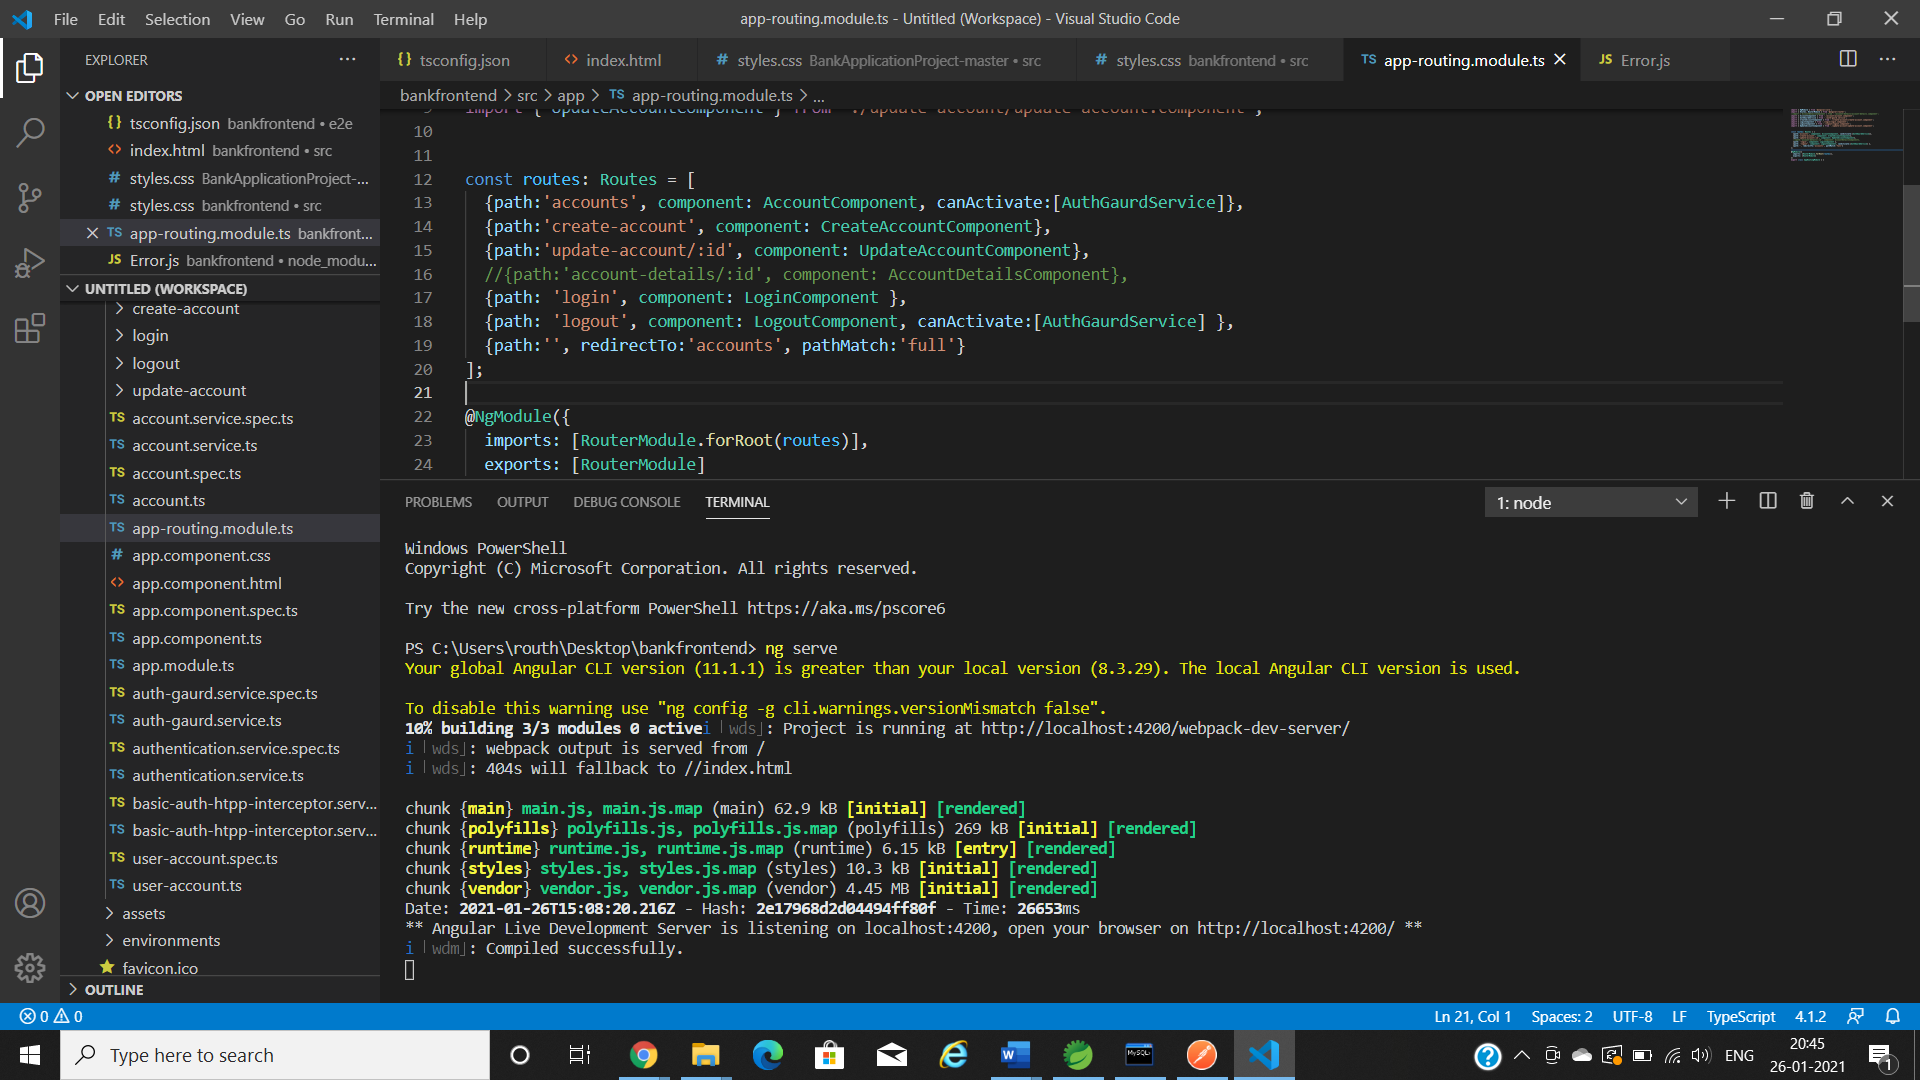 File Edit Selection View Go Run Terminal Help
app-routing.module.ts - Untitled (Workspace) - Visual Studio Code
EXPLORER
OPEN EDITORS
tsconfig.json bankfrontend • e2e
index.html bankfrontend • src
styles.css BankApplicationProject-...
styles.css bankfrontend • src
app-routing.module.ts bankfront...
Error.js bankfrontend • node_modu...
UNTITLED (WORKSPACE)
create-account
login
logout
update-account
account.service.spec.ts
account.service.ts
account.spec.ts
account.ts
app-routing.module.ts
app.component.css
app.component.html
app.component.spec.ts
app.component.ts
app.module.ts
auth-gaurd.service.spec.ts
auth-gaurd.service.ts
authentication.service.spec.ts
authentication.service.ts
basic-auth-htpp-interceptor.serv...
basic-auth-htpp-interceptor.serv...
user-account.spec.ts
user-account.ts
assets
environments
favicon.ico
OUTLINE
tsconfig.json
index.html
styles.css BankApplicationProject-master • src
styles.css bankfrontend • src
app-routing.module.ts
Error.js
bankfrontend > src > app > TS app-routing.module.ts > ...
9 import { UpdateAccountComponent } from './update-account/update-account.component';
10
11
12 const routes: Routes = [
13 {path:'accounts', component: AccountComponent, canActivate:[AuthGaurdService]},
14 {path:'create-account', component: CreateAccountComponent},
15 {path:'update-account/:id', component: UpdateAccountComponent},
16 //{path:'account-details/:id', component: AccountDetailsComponent},
17 {path: 'login', component: LoginComponent },
18 {path: 'logout', component: LogoutComponent, canActivate:[AuthGaurdService] },
19 {path:'', redirectTo:'accounts', pathMatch:'full'}
20 ];
21
22 @NgModule({
23 imports: [RouterModule.forRoot(routes)],
24 exports: [RouterModule]
PROBLEMS OUTPUT DEBUG CONSOLE TERMINAL
1: node
Windows PowerShell
Copyright (C) Microsoft Corporation. All rights reserved.
Try the new cross-platform PowerShell https://aka.ms/pscore6
PS C:\Users\routh\Desktop\bankfrontend> ng serve
Your global Angular CLI version (11.1.1) is greater than your local version (8.3.29). The local Angular CLI version is used.
To disable this warning use "ng config -g cli.warnings.versionMismatch false".
10% building 3/3 modules 0 activei ｢wds｣: Project is running at http://localhost:4200/webpack-dev-server/
i ｢wds｣: webpack output is served from /
i ｢wds｣: 404s will fallback to //index.html
chunk {main} main.js, main.js.map (main) 62.9 kB [initial] [rendered]
chunk {polyfills} polyfills.js, polyfills.js.map (polyfills) 269 kB [initial] [rendered]
chunk {runtime} runtime.js, runtime.js.map (runtime) 6.15 kB [entry] [rendered]
chunk {styles} styles.js, styles.js.map (styles) 10.3 kB [initial] [rendered]
chunk {vendor} vendor.js, vendor.js.map (vendor) 4.45 MB [initial] [rendered]
Date: 2021-01-26T15:08:20.216Z - Hash: 2e17968d2d04494ff80f - Time: 26653ms
** Angular Live Development Server is listening on localhost:4200, open your browser on http://localhost:4200/ **
i ｢wdm｣: Compiled successfully.
0 0
Ln 21, Col 1 Spaces: 2 UTF-8 LF TypeScript 4.1.2
Type here to search
MySQL
ENG
20:45
26-01-2021
1